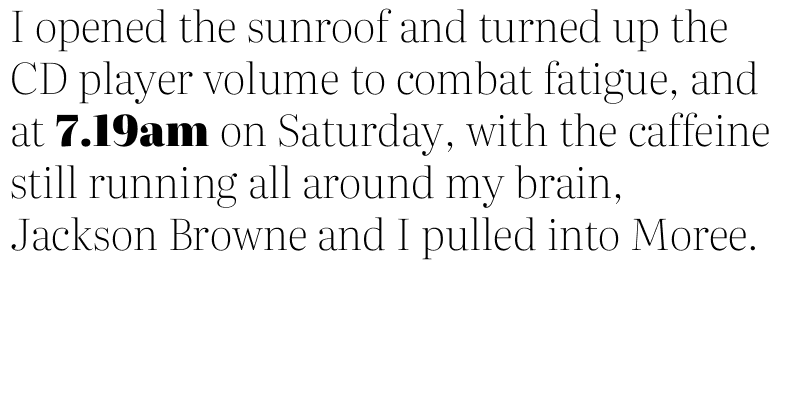 I opened the sunroof and turned up the
CD player volume to combat fatigue, and
at 7.19am on Saturday, with the caffeine
still running all around my brain,
Jackson Browne and I pulled into Moree.